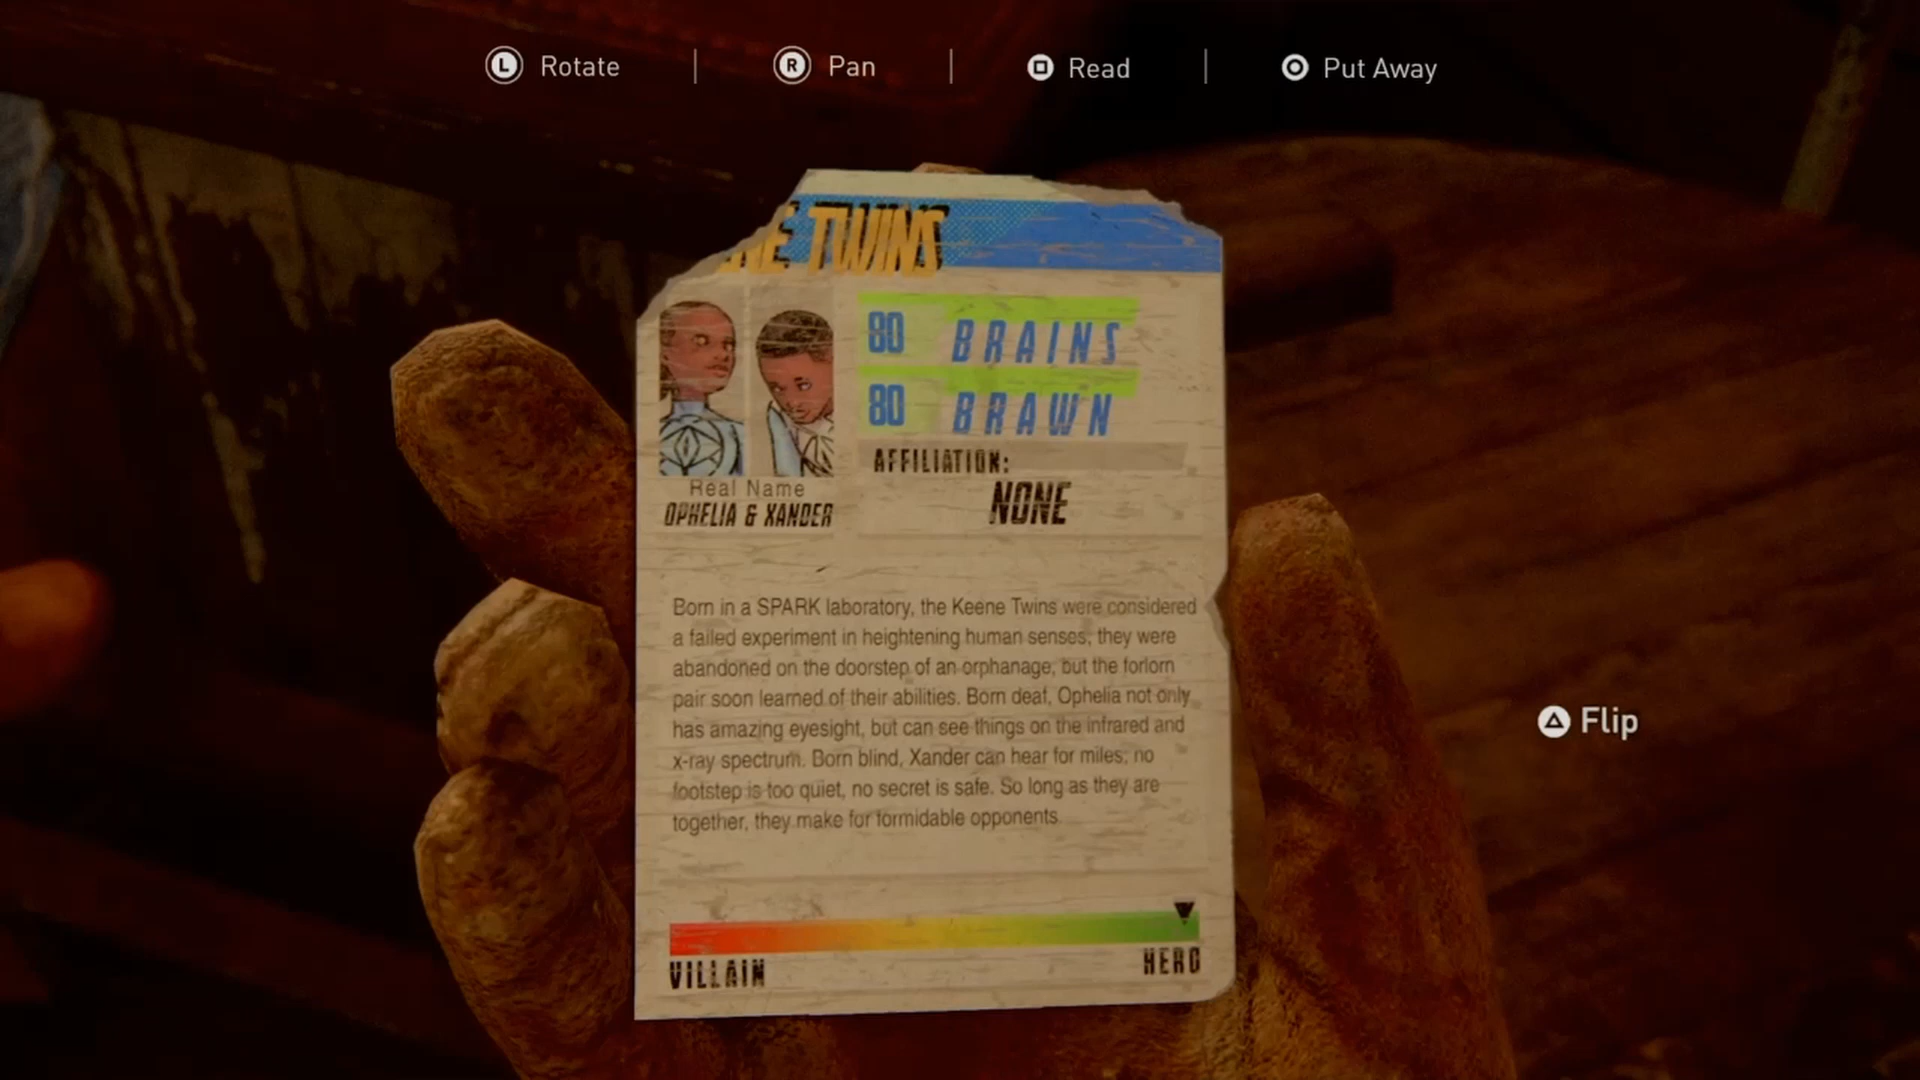 L Rotate | R Pan | Read | Put Away
NE TWINS
80 BRAINS
80 BRAWN
AFFILIATION:
NONE
Real Name
OPHELIA & XANDER
Born in a SPARK laboratory, the Keene Twins were considered
a failed experiment in heightening human senses; they were
abandoned on the doorstep of an orphanage, but the forlorn
pair soon learned of their abilities. Born deaf, Ophelia not only
has amazing eyesight, but can see things on the infrared and
x-ray spectrum. Born blind, Xander can hear for miles; no
footstep is too quiet, no secret is safe. So long as they are
together, they make for formidable opponents.
Flip
VILLAIN HERO